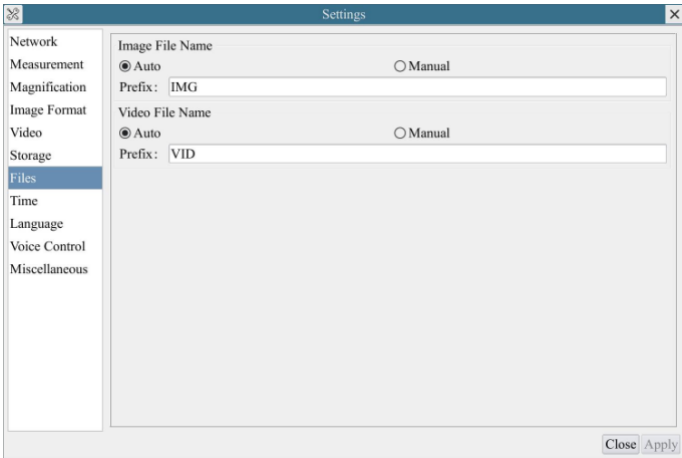 Settings
Network
Measurement
Magnification
Image Format
Video
Storage
Files
Time
Language
Voice Control
Miscellaneous
Image File Name
Auto Manual
Prefix: IMG
Video File Name
Auto Manual
Prefix: VID
Close Apply